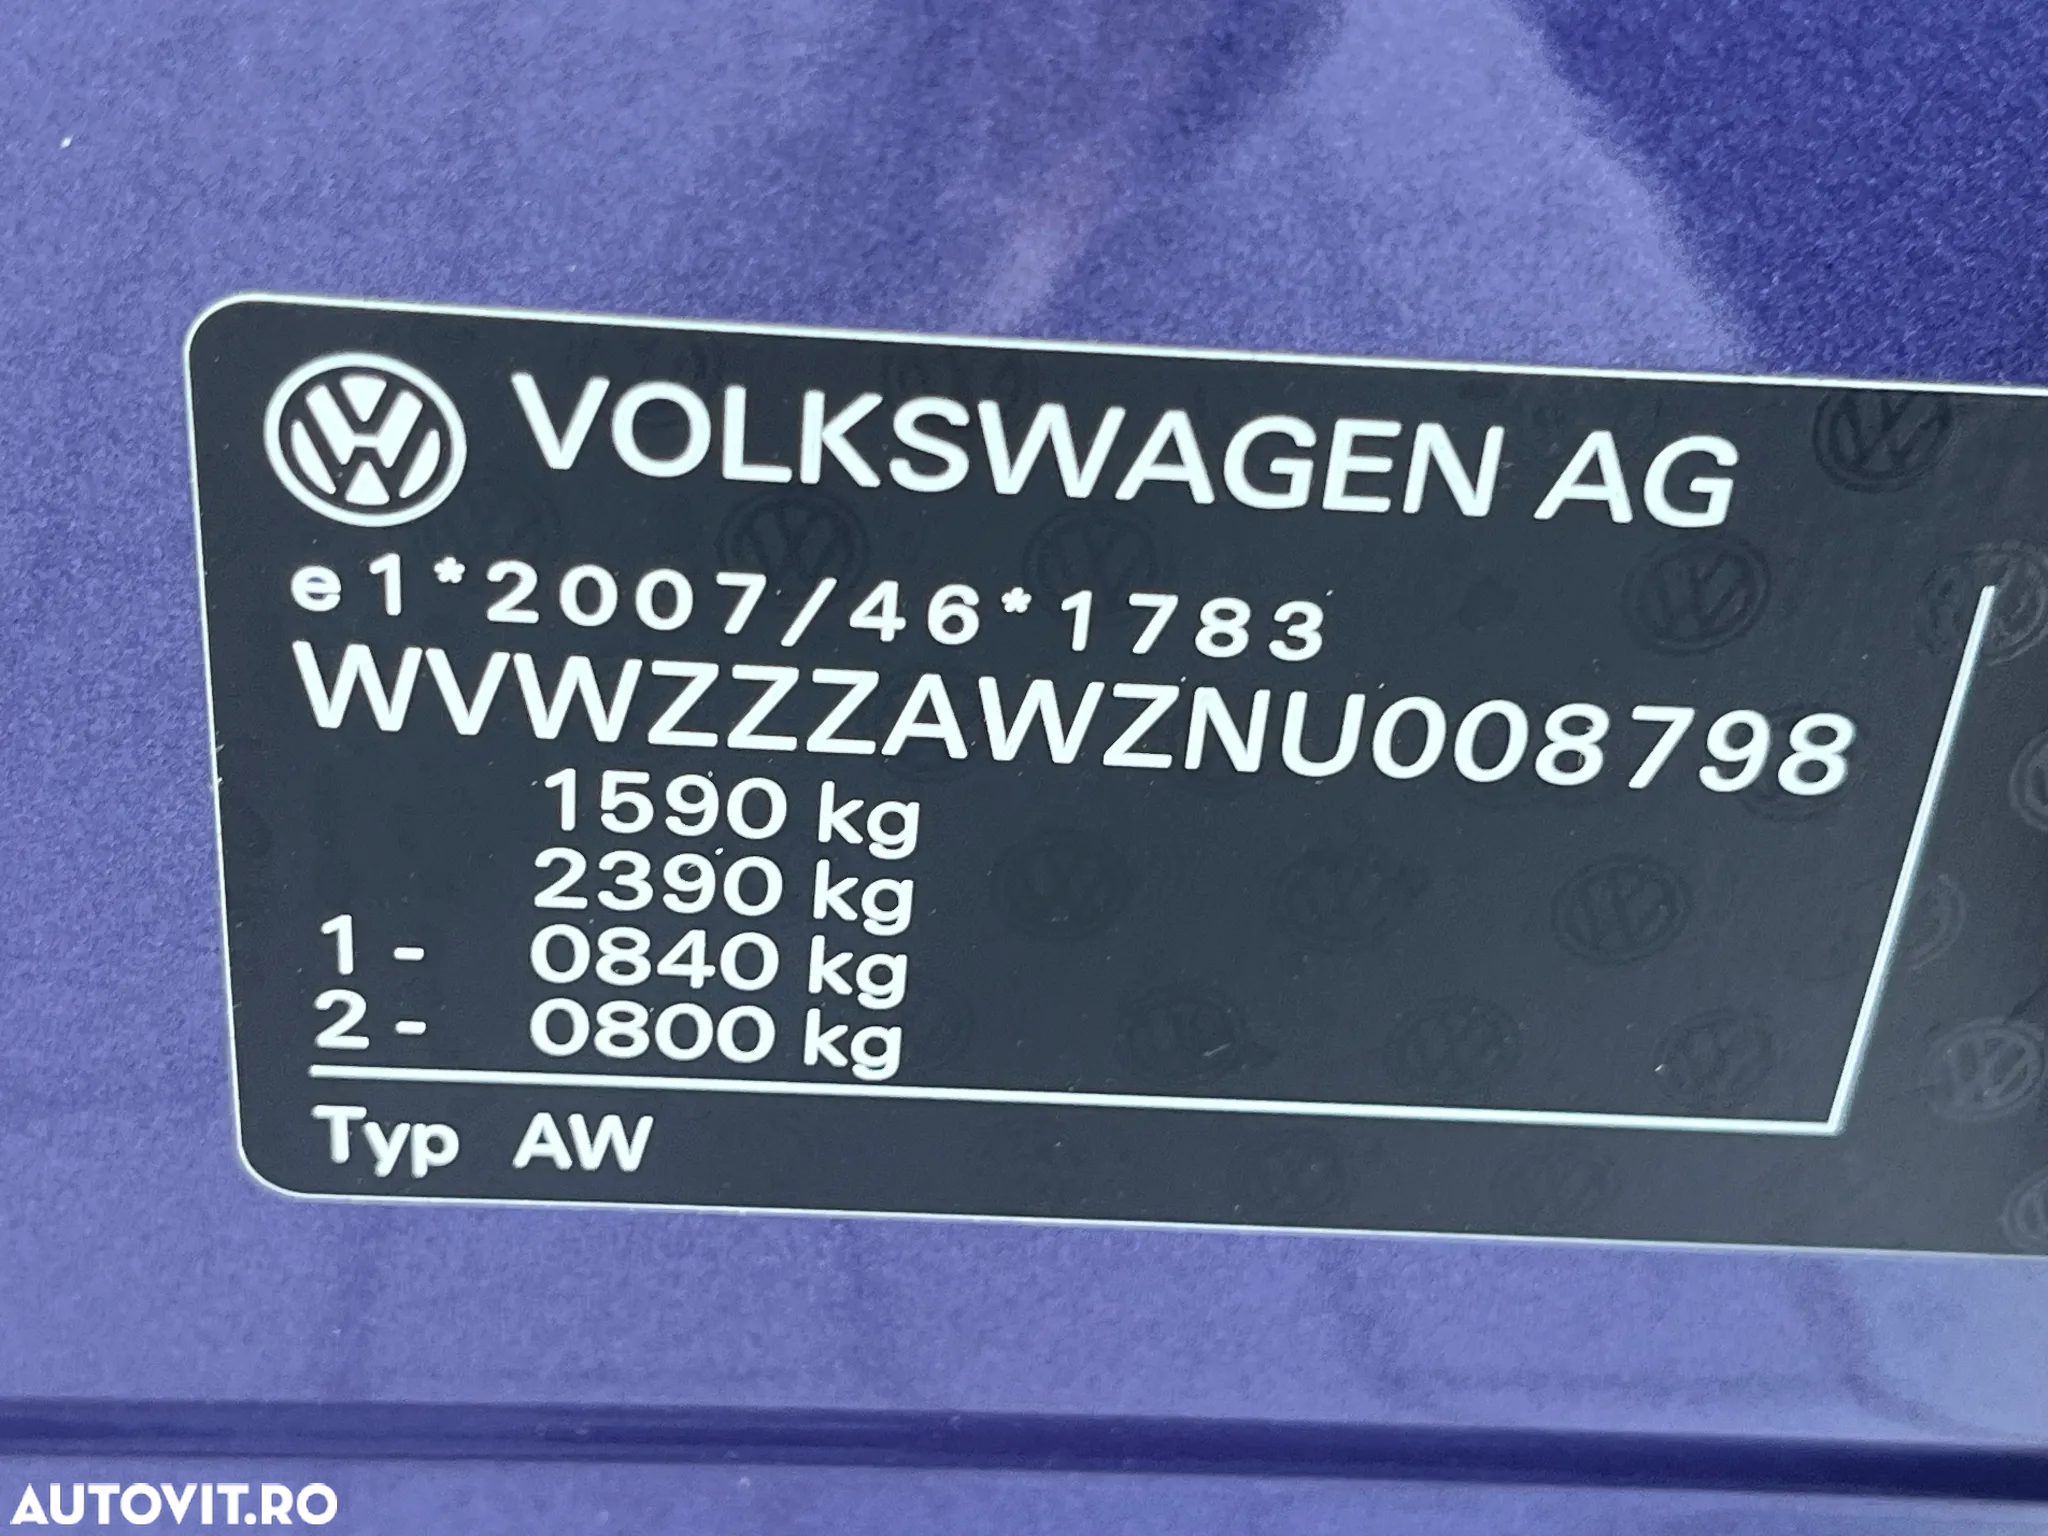 VOLKSWAGEN AG
e1*2007/46*1783
WVWZZZAWZNU008798
1590 kg
2390 kg
1- 0840 kg
2- 0800 kg
Typ AW
AUTOVIT.RO